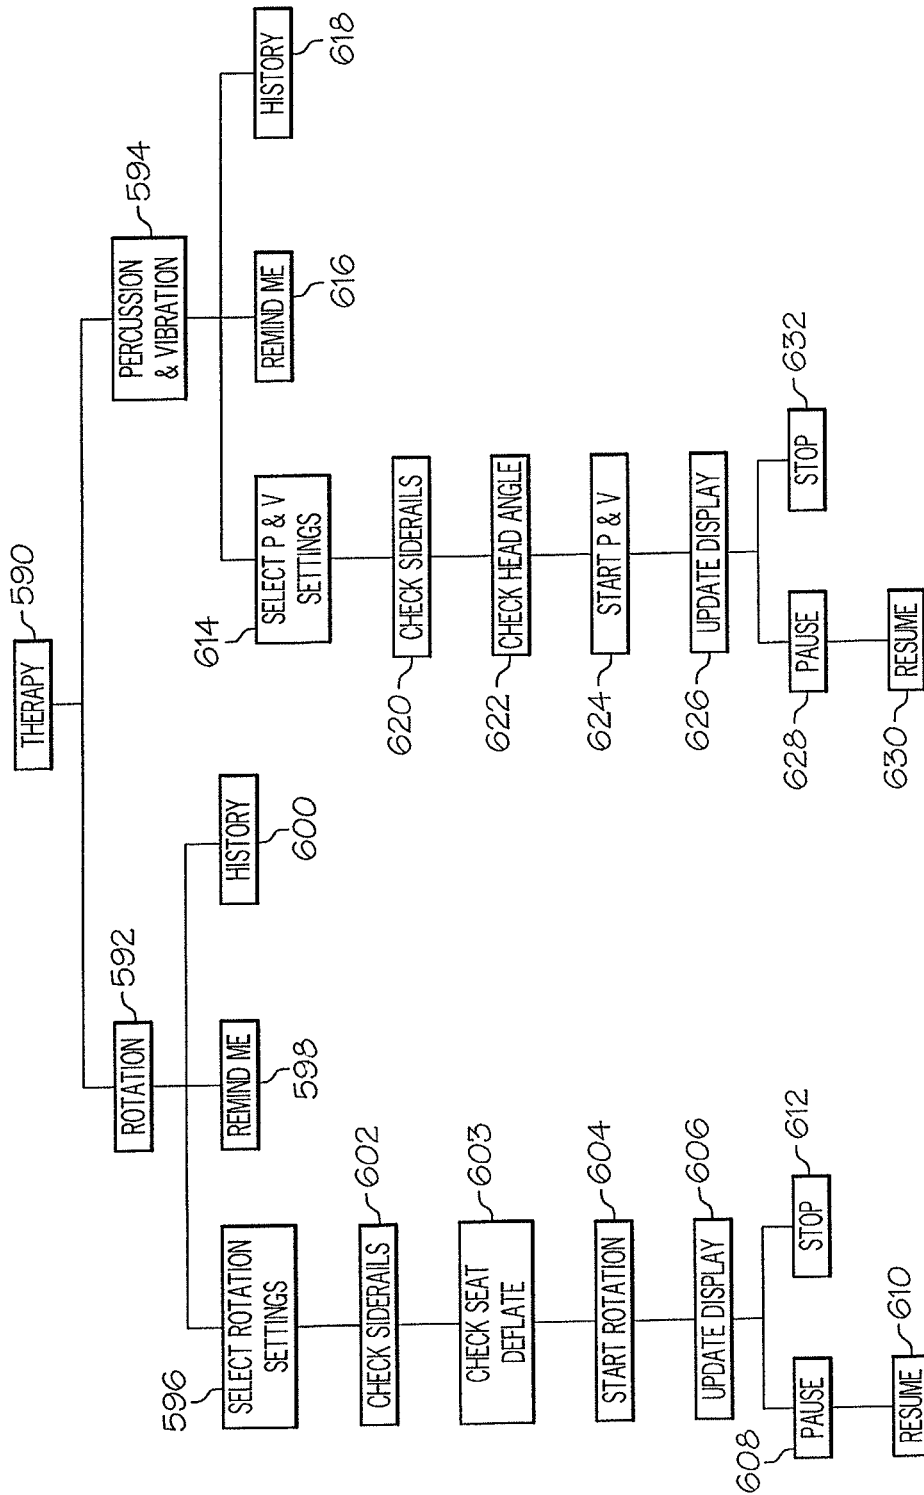 THERAPY
590
ROTATION
592
PERCUSSION
& VIBRATION
594
SELECT ROTATION
SETTINGS
596
REMIND ME
598
HISTORY
600
CHECK SIDERAILS
602
CHECK SEAT
DEFLATE
603
START ROTATION
604
UPDATE DISPLAY
606
PAUSE
608
STOP
612
RESUME
610
SELECT P & V
SETTINGS
614
REMIND ME
616
HISTORY
618
CHECK SIDERAILS
620
CHECK HEAD ANGLE
622
START P & V
624
UPDATE DISPLAY
626
PAUSE
628
STOP
632
RESUME
630